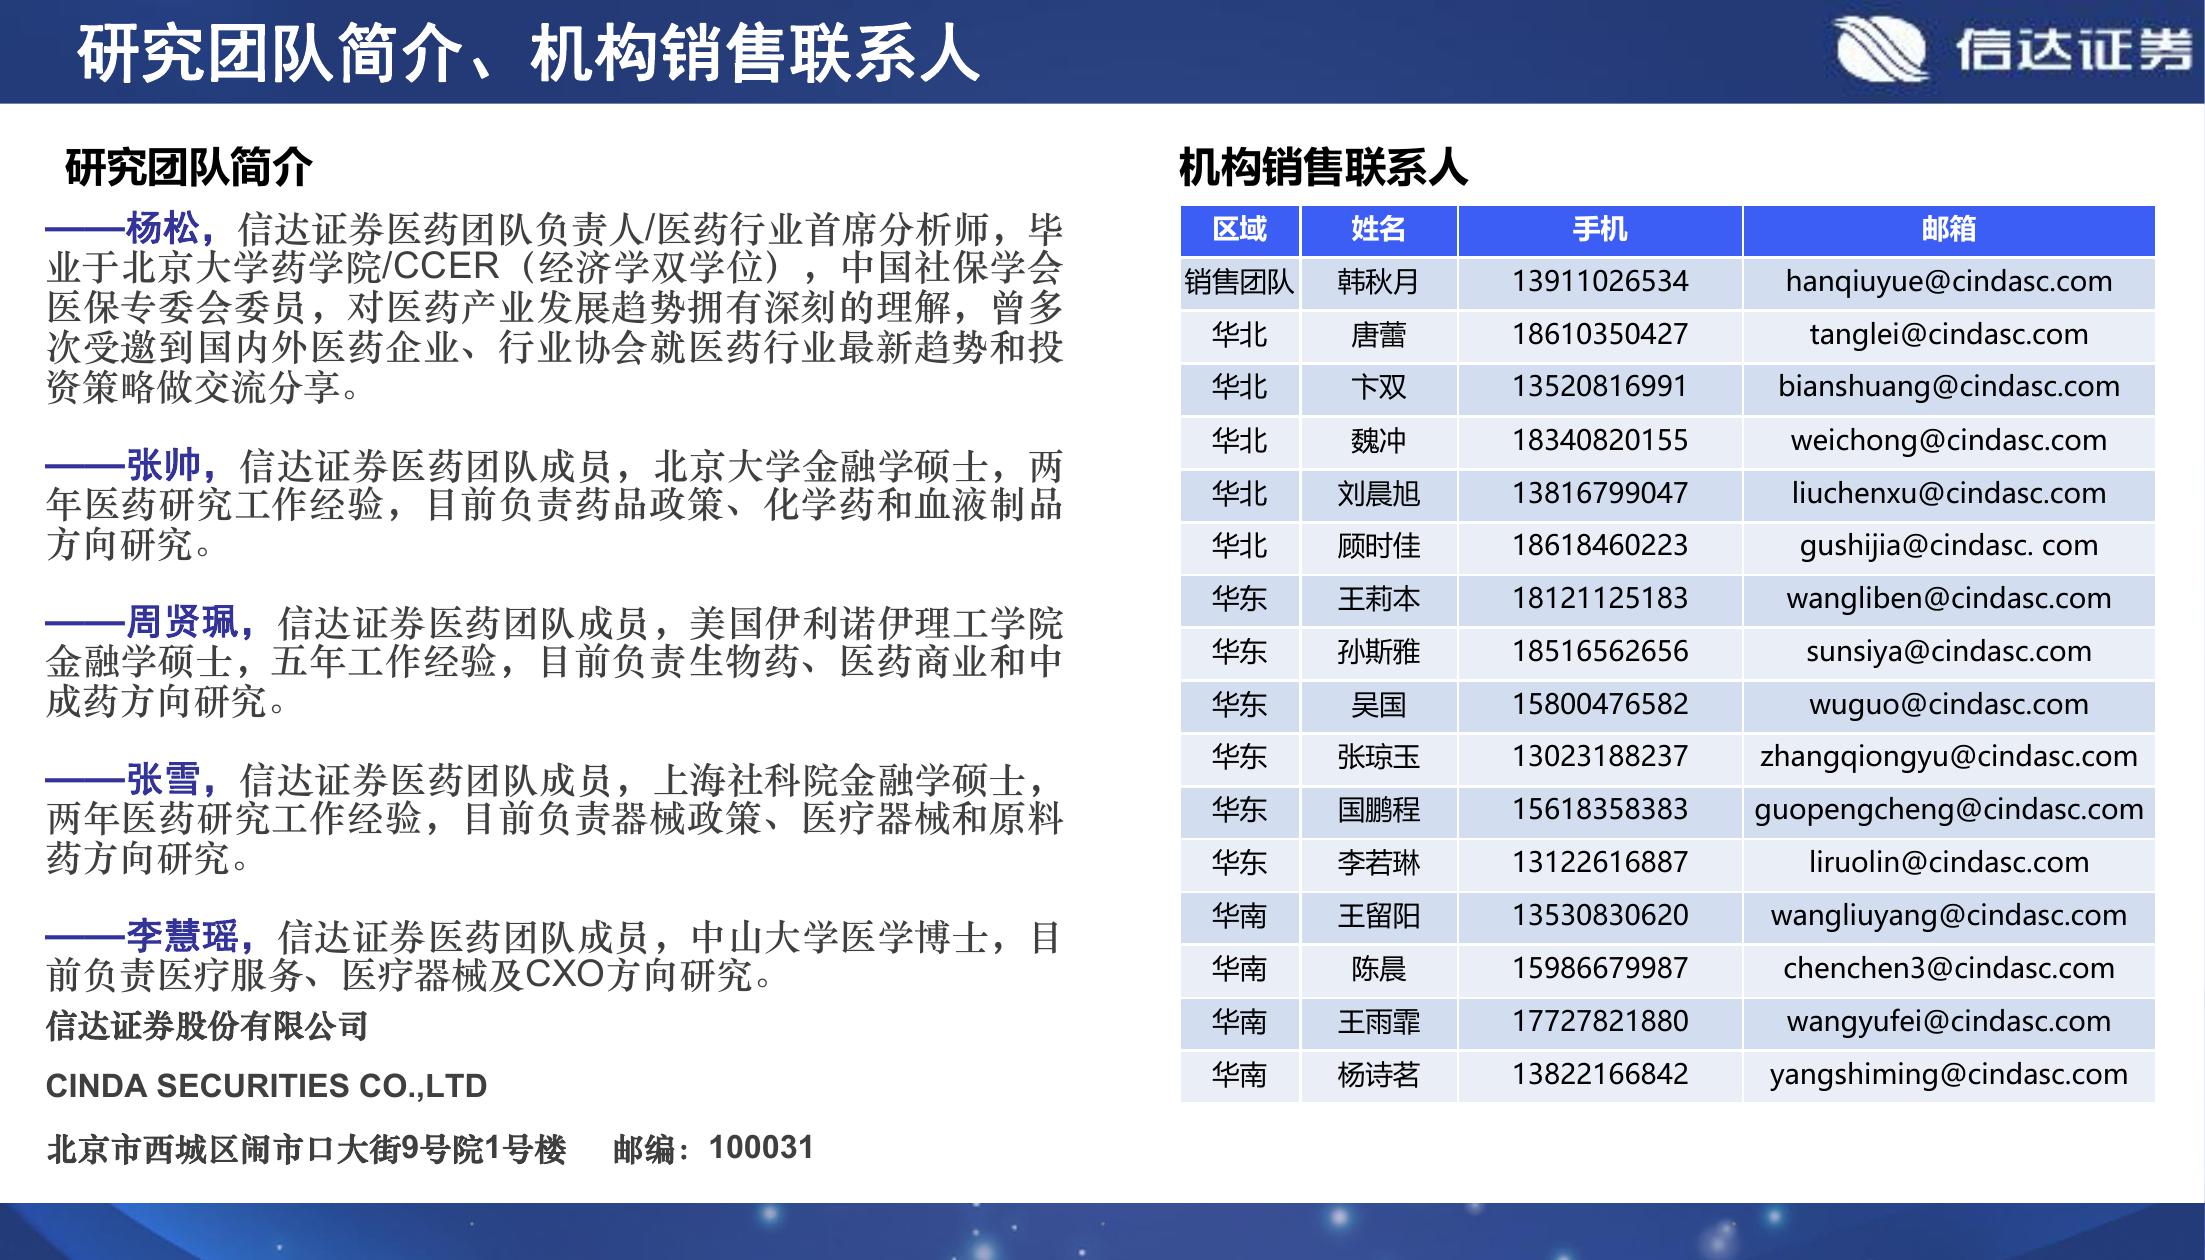 研究团队简介、机构销售联系人
信达证券
研究团队简介
——杨松，信达证券医药团队负责人/医药行业首席分析师，毕
业于北京大学药学院/CCER（经济学双学位），中国社保学会
医保专委会委员，对医药产业发展趋势拥有深刻的理解，曾多
次受邀到国内外医药企业、行业协会就医药行业最新趋势和投
资策略做交流分享。
——张帅，信达证券医药团队成员，北京大学金融学硕士，两
年医药研究工作经验，目前负责药品政策、化学药和血液制品
方向研究。
——周贤珮，信达证券医药团队成员，美国伊利诺伊理工学院
金融学硕士，五年工作经验，目前负责生物药、医药商业和中
成药方向研究。
——张雪，信达证券医药团队成员，上海社科院金融学硕士，
两年医药研究工作经验，目前负责器械政策、医疗器械和原料
药方向研究。
——李慧瑶，信达证券医药团队成员，中山大学医学博士，目
前负责医疗服务、医疗器械及CXO方向研究。
信达证券股份有限公司
CINDA SECURITIES CO.,LTD
北京市西城区闹市口大街9号院1号楼 邮编：100031
机构销售联系人
区域 姓名 手机 邮箱
销售团队 韩秋月 13911026534 hanqiuyue@cindasc.com
华北 唐蕾 18610350427 tanglei@cindasc.com
华北 卞双 13520816991 bianshuang@cindasc.com
华北 魏冲 18340820155 weichong@cindasc.com
华北 刘晨旭 13816799047 liuchenxu@cindasc.com
华北 顾时佳 18618460223 gushijia@cindasc. com
华东 王莉本 18121125183 wangliben@cindasc.com
华东 孙斯雅 18516562656 sunsiya@cindasc.com
华东 吴国 15800476582 wuguo@cindasc.com
华东 张琼玉 13023188237 zhangqiongyu@cindasc.com
华东 国鹏程 15618358383 guopengcheng@cindasc.com
华东 李若琳 13122616887 liruolin@cindasc.com
华南 王留阳 13530830620 wangliuyang@cindasc.com
华南 陈晨 15986679987 chenchen3@cindasc.com
华南 王雨霏 17727821880 wangyufei@cindasc.com
华南 杨诗茗 13822166842 yangshiming@cindasc.com